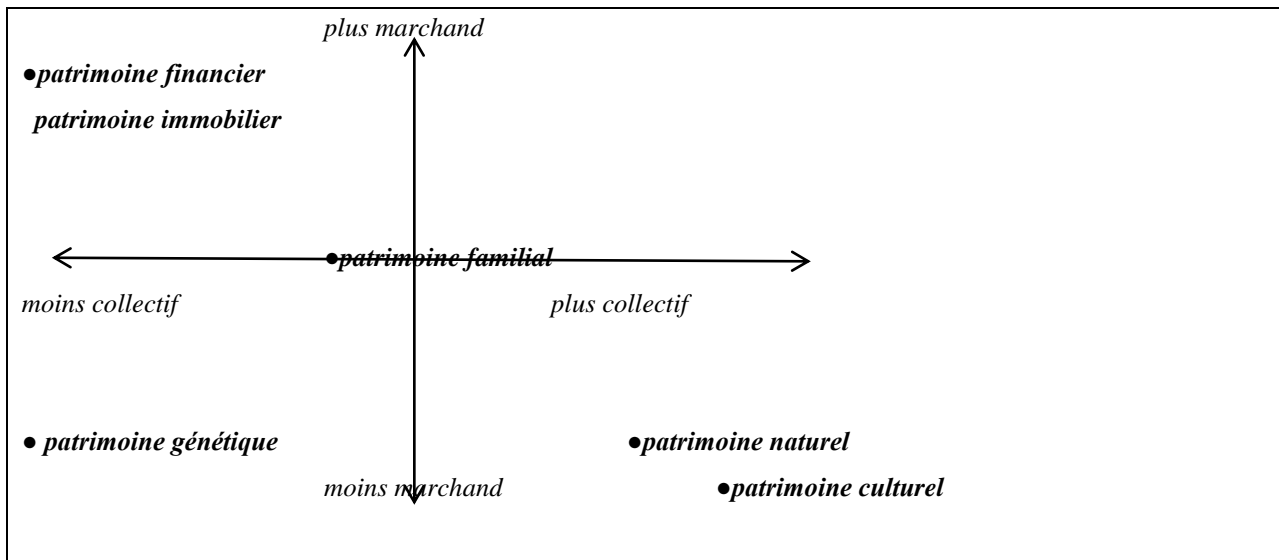 plus marchand
●patrimoine financier
patrimoine immobilier
●patrimoine familial
moins collectif plus collectif
● patrimoine génétique ●patrimoine naturel
moins marchand ●patrimoine culturel